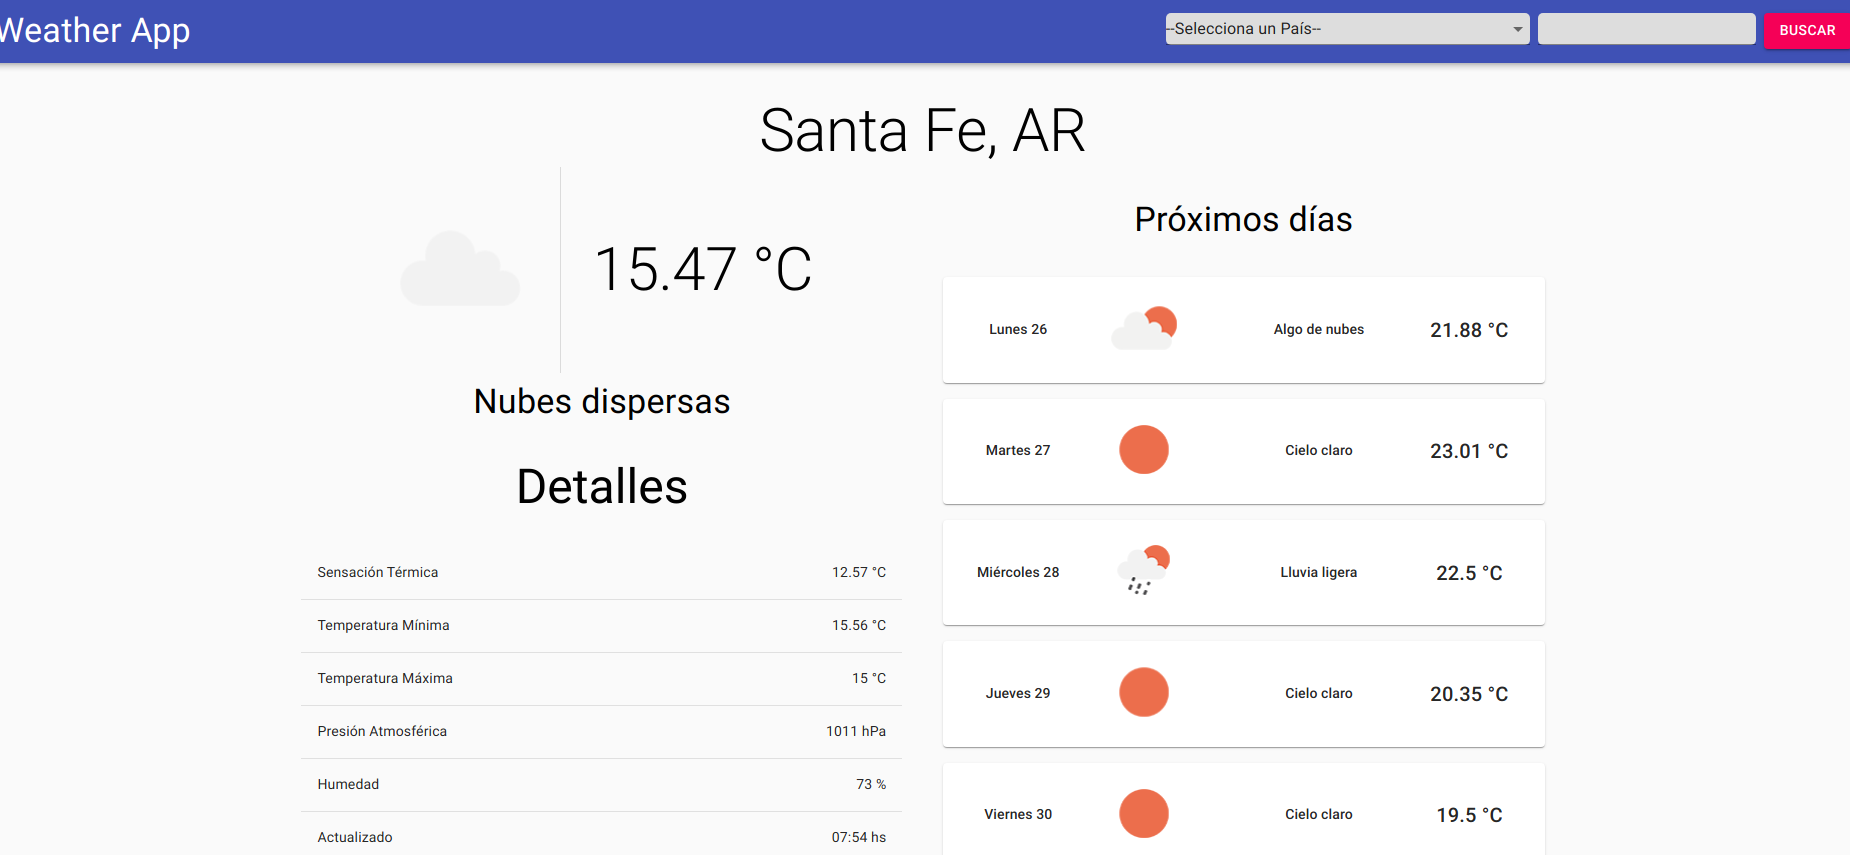 Weather App
--Selecciona un País--
BUSCAR
Santa Fe, AR
15.47 °C
Nubes dispersas
Detalles
Sensación Térmica 12.57 °C
Temperatura Mínima 15.56 °C
Temperatura Máxima 15 °C
Presión Atmosférica 1011 hPa
Humedad 73 %
Actualizado 07:54 hs
Próximos días
Lunes 26 Algo de nubes 21.88 °C
Martes 27 Cielo claro 23.01 °C
Miércoles 28 Lluvia ligera 22.5 °C
Jueves 29 Cielo claro 20.35 °C
Viernes 30 Cielo claro 19.5 °C